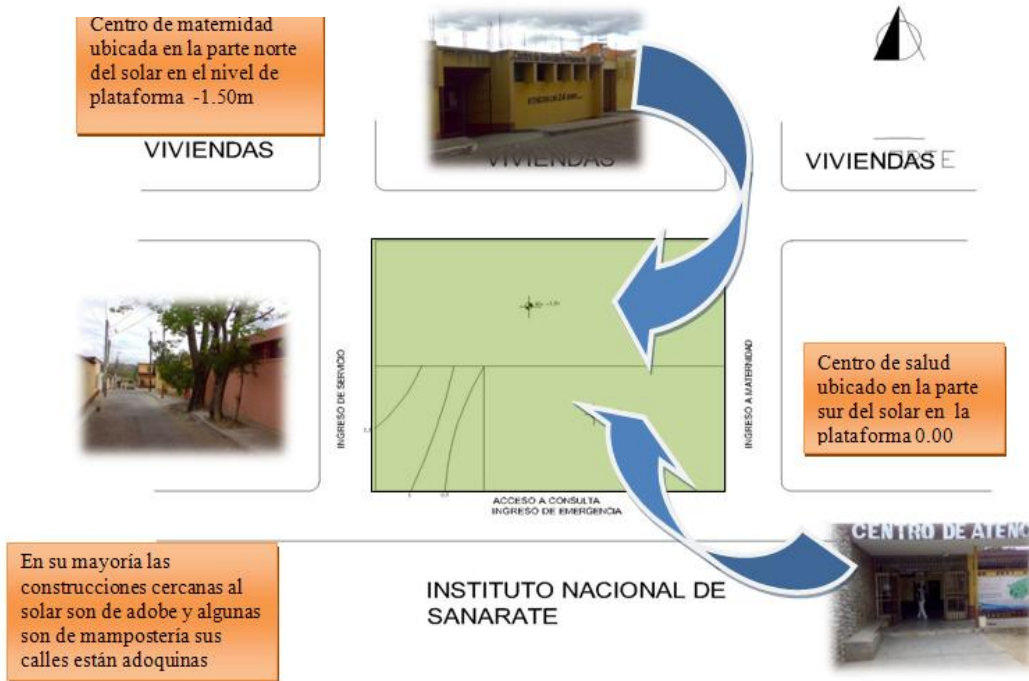 Centro de maternidad
ubicada en la parte norte
del solar en el nivel de
plataforma -1.50m
VIVIENDAS
VIVIENDAS
VIVIENDAS
INGRESO DE SERVICIO
INGRESO A MATERNIDAD
Centro de salud
ubicado en la parte
sur del solar en la
plataforma 0.00
ACCESO A CONSULTA
INGRESO DE EMERGENCIA
CENTRO DE ATENC
En su mayoría las
construcciones cercanas al
solar son de adobe y algunas
son de mampostería sus
calles están adoquinas
INSTITUTO NACIONAL DE
SANARATE